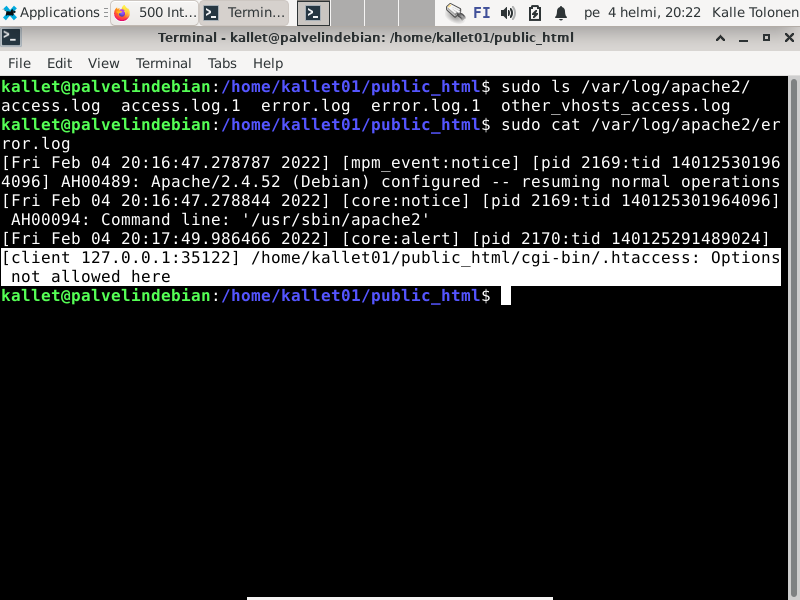 Applications 500 Int... Termin... FI pe 4 helmi, 20:22 Kalle Tolonen
Terminal - kallet@palvelindebian: /home/kallet01/public_html
File Edit View Terminal Tabs Help
kallet@palvelindebian:/home/kallet01/public_html$ sudo ls /var/log/apache2/
access.log  access.log.1  error.log  error.log.1  other_vhosts_access.log
kallet@palvelindebian:/home/kallet01/public_html$ sudo cat /var/log/apache2/er
ror.log
[Fri Feb 04 20:16:47.278787 2022] [mpm_event:notice] [pid 2169:tid 14012530196
4096] AH00489: Apache/2.4.52 (Debian) configured -- resuming normal operations
[Fri Feb 04 20:16:47.278844 2022] [core:notice] [pid 2169:tid 140125301964096]
 AH00094: Command line: '/usr/sbin/apache2'
[Fri Feb 04 20:17:49.986466 2022] [core:alert] [pid 2170:tid 140125291489024]
[client 127.0.0.1:35122] /home/kallet01/public_html/cgi-bin/.htaccess: Options
 not allowed here
kallet@palvelindebian:/home/kallet01/public_html$